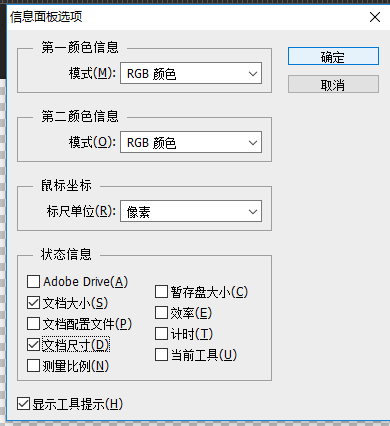 信息面板选项
第一颜色信息
模式(M): RGB 颜色
确定
取消
第二颜色信息
模式(O): RGB 颜色
鼠标坐标
标尺单位(R): 像素
状态信息
Adobe Drive(A)
文档大小(S)
文档配置文件(P)
文档尺寸(D)
测量比例(N)
暂存盘大小(C)
效率(E)
计时(T)
当前工具(U)
显示工具提示(H)